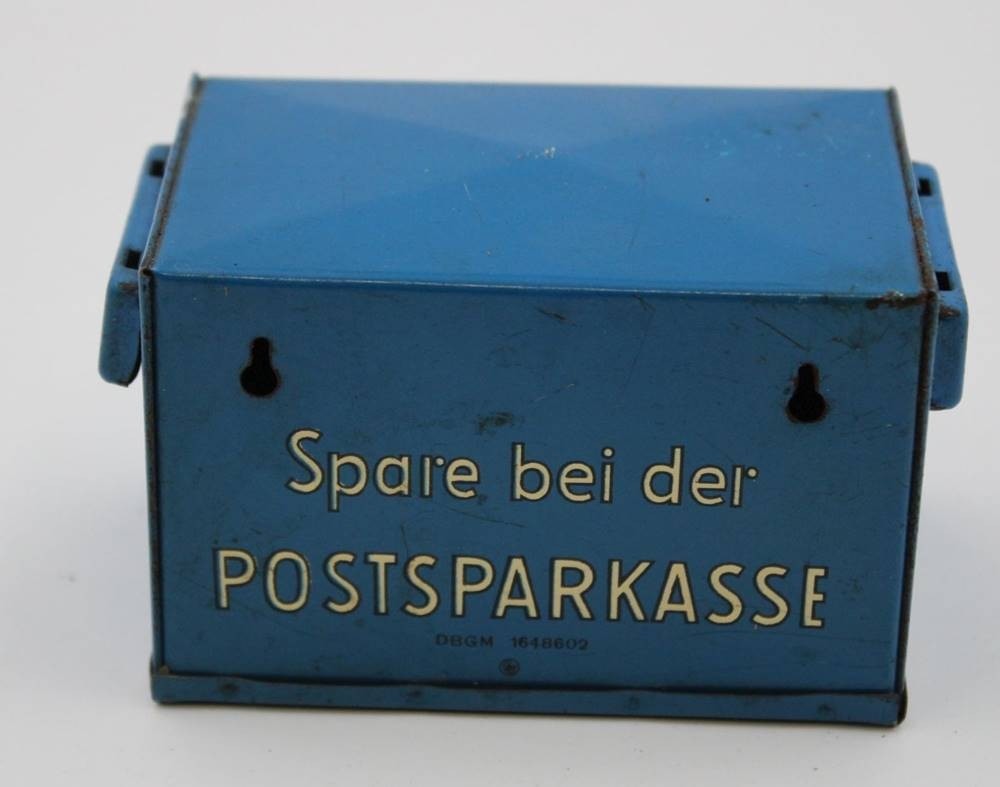 Spare bei der
POSTSPARKASSE
DBGM 1648602